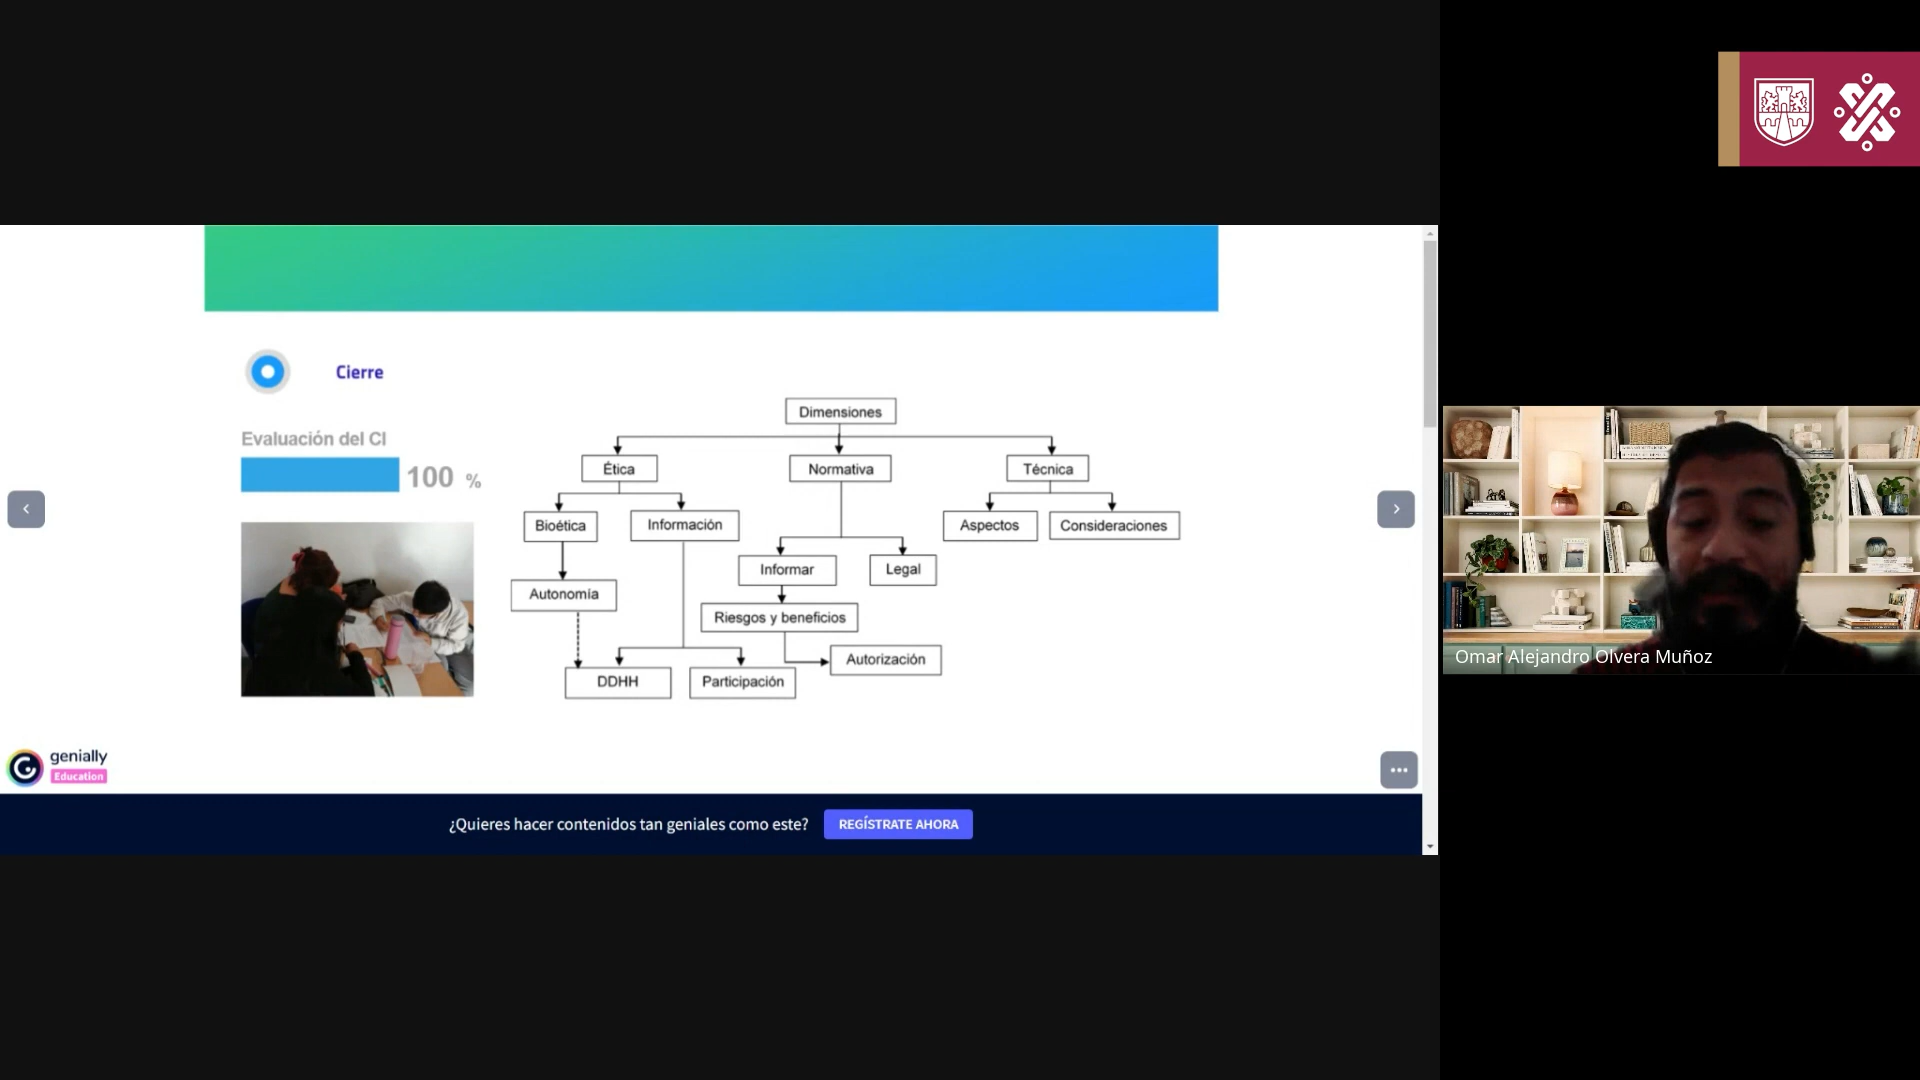 Cierre
Evaluación del CI
100 %
Dimensiones
Ética
Normativa
Técnica
Bioética
Información
Aspectos
Consideraciones
Informar
Legal
Autonomía
Riesgos y beneficios
Autorización
DDHH
Participación
genially
Education
¿Quieres hacer contenidos tan geniales como este?
REGÍSTRATE AHORA
Omar Alejandro Olvera Muñoz